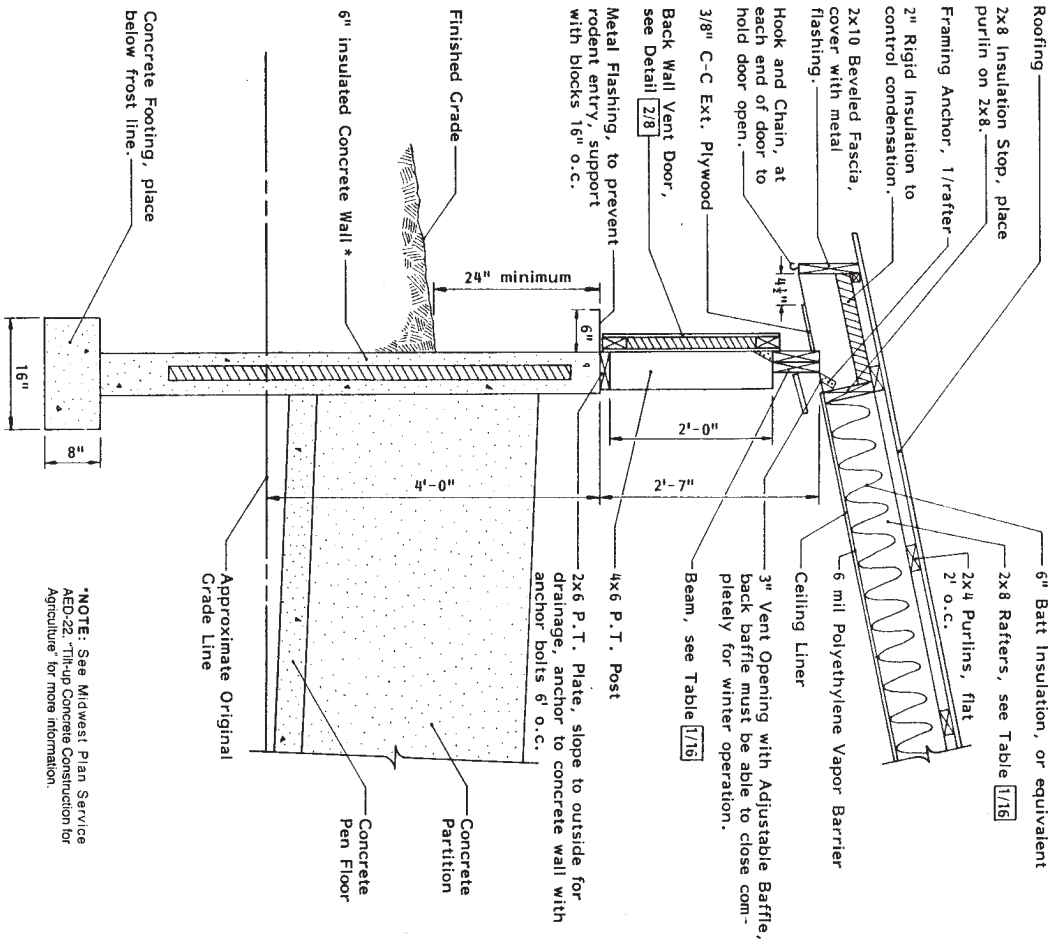 Roofing
2x8 Insulation Stop, place
purlin on 2x8.
Framing Anchor, 1/rafter
2" Rigid Insulation to
control condensation.
2x10 Beveled Fascia,
cover with metal
flashing.
Hook and Chain, at
each end of door to
hold door open.
3/8" C-C Ext. Plywood
Back Wall Vent Door,
see Detail 2/8
Metal Flashing, to prevent
rodent entry, support
with blocks 16" o.c.
Finished Grade
6" insulated Concrete Wall *
Concrete Footing, place
below frost line.
4½"
24" minimum
6"
2'-0"
2'-7"
4'-0"
16"
8"
6" Batt Insulation, or equivalent
2x8 Rafters, see Table 1/16
2x4 Purlins, flat
2' o.c.
6 mil Polyethylene Vapor Barrier
Ceiling Liner
3" Vent Opening with Adjustable Baffle,
back baffle must be able to close com-
pletely for winter operation.
Beam, see Table 1/16
4x6 P.T. Post
2x6 P.T. Plate, slope to outside for
drainage, anchor to concrete wall with
anchor bolts 6' o.c.
Concrete
Partition
Concrete
Pen Floor
Approximate Original
Grade Line
*NOTE: See Midwest Plan Service
AED-22, "Tilt-up Concrete Construction for
Agriculture" for more information.